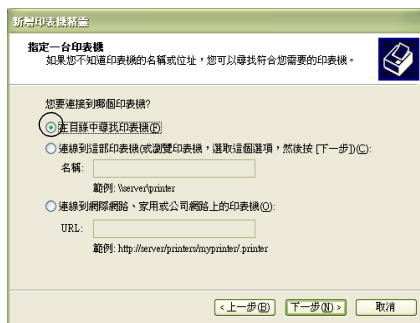 新增印表機精靈
指定一台印表機
如果您不知道印表機的名稱或位址，您可以尋找符合您需要的印表機。
您要連接到哪個印表機?
在目錄中尋找印表機(F)
連線到這部印表機(或瀏覽印表機，選取這個選項，然後按 [下一步])(C):
名稱:
範例: \\server\printer
連線到網際網路、家用或公司網路上的印表機(O):
URL:
範例: http://server/printers/myprinter/.printer
<上一步(B) 下一步(N)> 取消